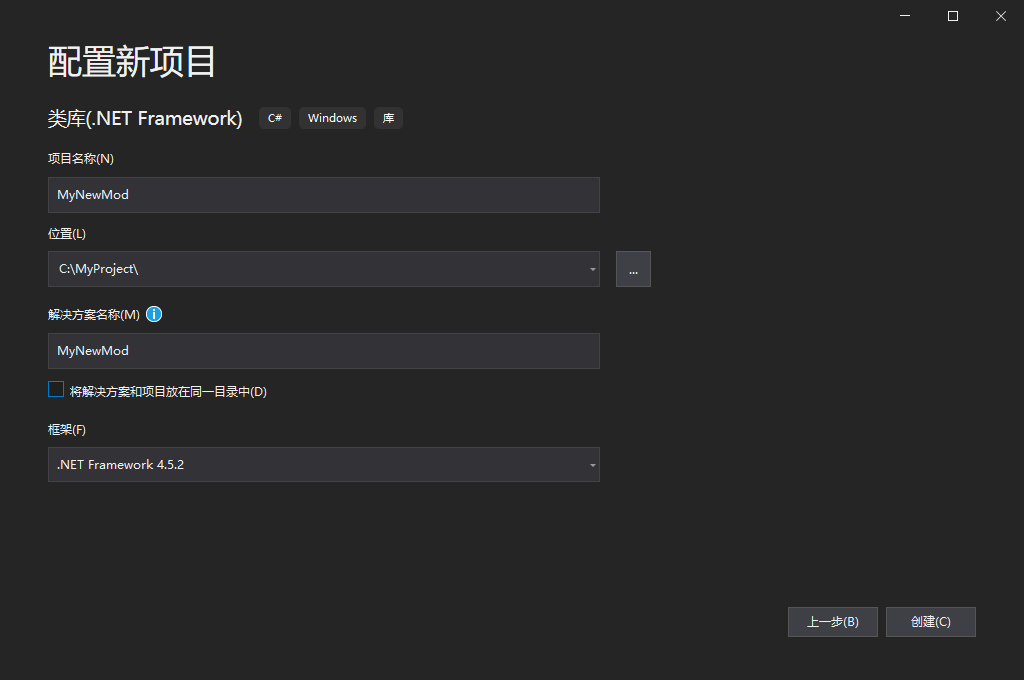 配置新项目
类库(.NET Framework) C# Windows 库
项目名称(N)
MyNewMod
位置(L)
C:\MyProject\
...
解决方案名称(M)
MyNewMod
将解决方案和项目放在同一目录中(D)
框架(F)
.NET Framework 4.5.2
上一步(B) 创建(C)